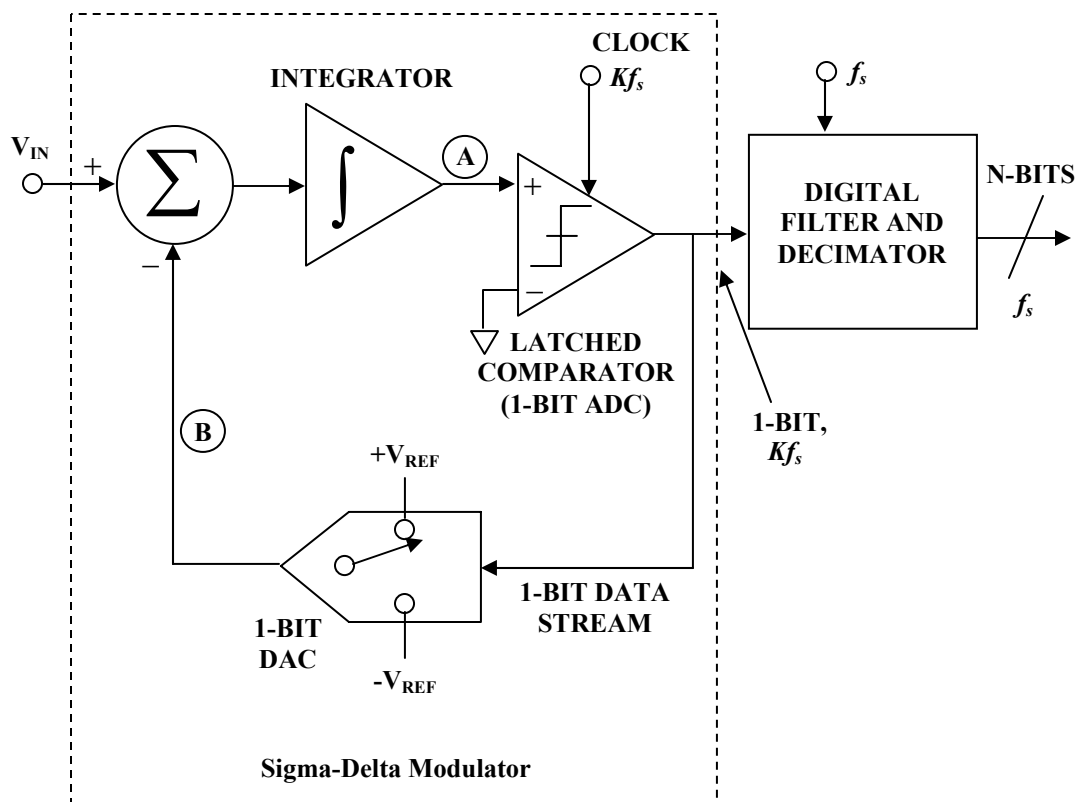 CLOCK
Kfs
INTEGRATOR
fs
VIN
+
Σ
−
∫
A
+
−
DIGITAL
FILTER AND
DECIMATOR
N-BITS
fs
LATCHED
COMPARATOR
(1-BIT ADC)
1-BIT,
Kfs
B
+VREF
1-BIT
DAC
1-BIT DATA
STREAM
-VREF
Sigma-Delta Modulator